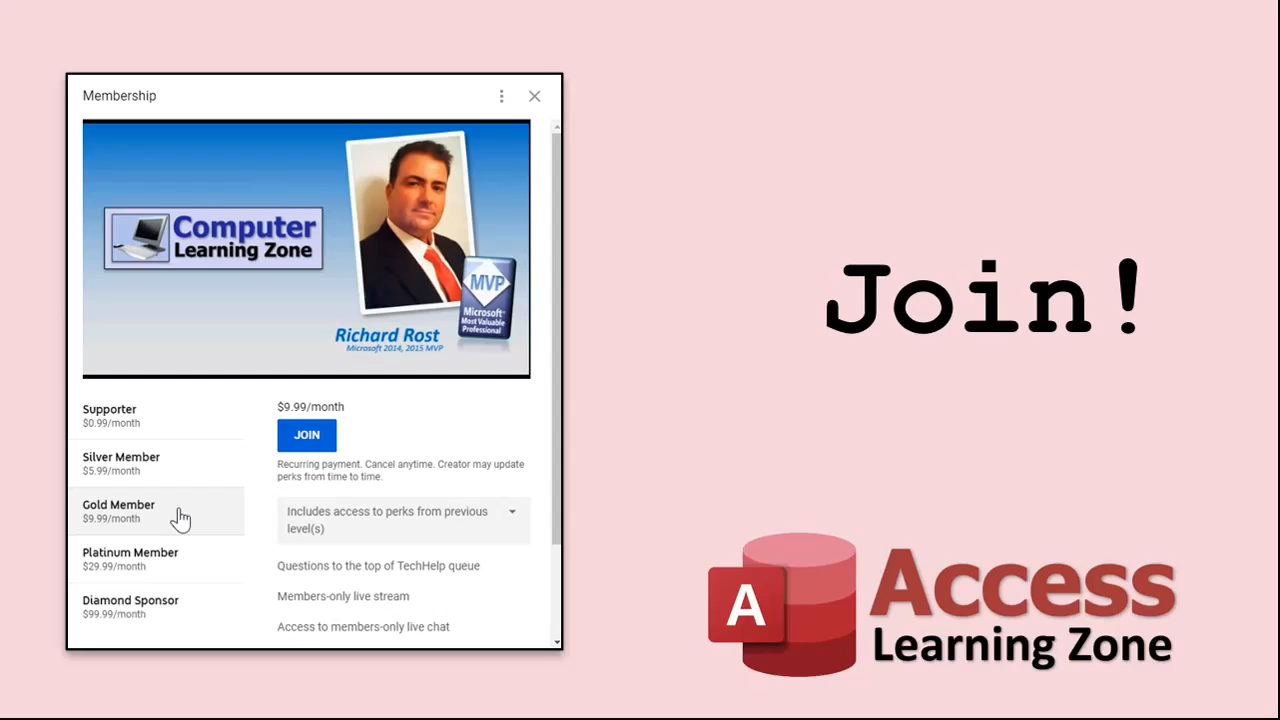 Membership
Computer
Learning Zone
MVP
Microsoft®
Most Valuable
Professional
Richard Rost
Microsoft 2014, 2015 MVP
Supporter
$0.99/month
Silver Member
$5.99/month
Gold Member
$9.99/month
Platinum Member
$29.99/month
Diamond Sponsor
$99.99/month
$9.99/month
JOIN
Recurring payment. Cancel anytime. Creator may update
perks from time to time.
Includes access to perks from previous
level(s)
Questions to the top of TechHelp queue
Members-only live stream
Access to members-only live chat
Join!
A
Access
Learning Zone